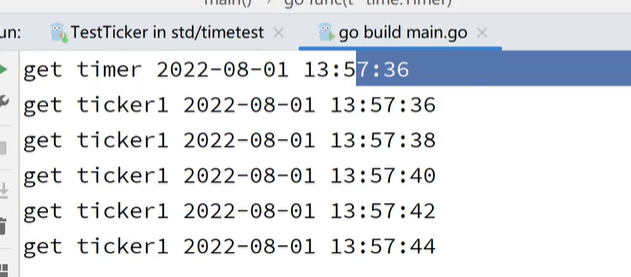 main() › go func(t *time.Timer)
un: TestTicker in std/timetest × go build main.go ×
get timer 2022-08-01 13:57:36
get ticker1 2022-08-01 13:57:36
get ticker1 2022-08-01 13:57:38
get ticker1 2022-08-01 13:57:40
get ticker1 2022-08-01 13:57:42
get ticker1 2022-08-01 13:57:44